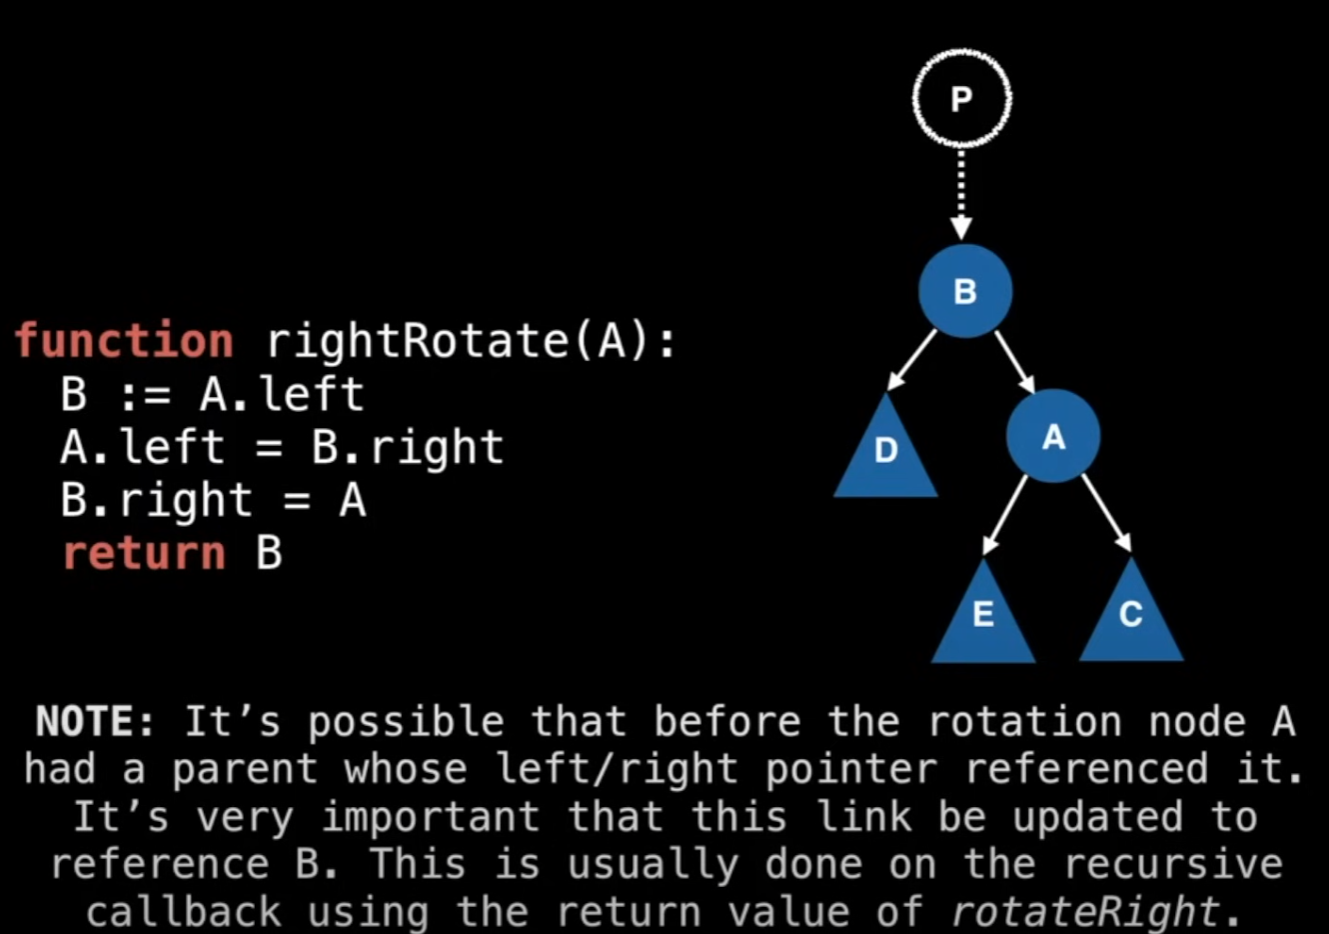 P
B
function rightRotate(A):
B := A.left
A.left = B.right
B.right = A
return B
D
A
E
C
NOTE: It’s possible that before the rotation node A
had a parent whose left/right pointer referenced it.
It’s very important that this link be updated to
reference B. This is usually done on the recursive
callback using the return value of rotateRight.